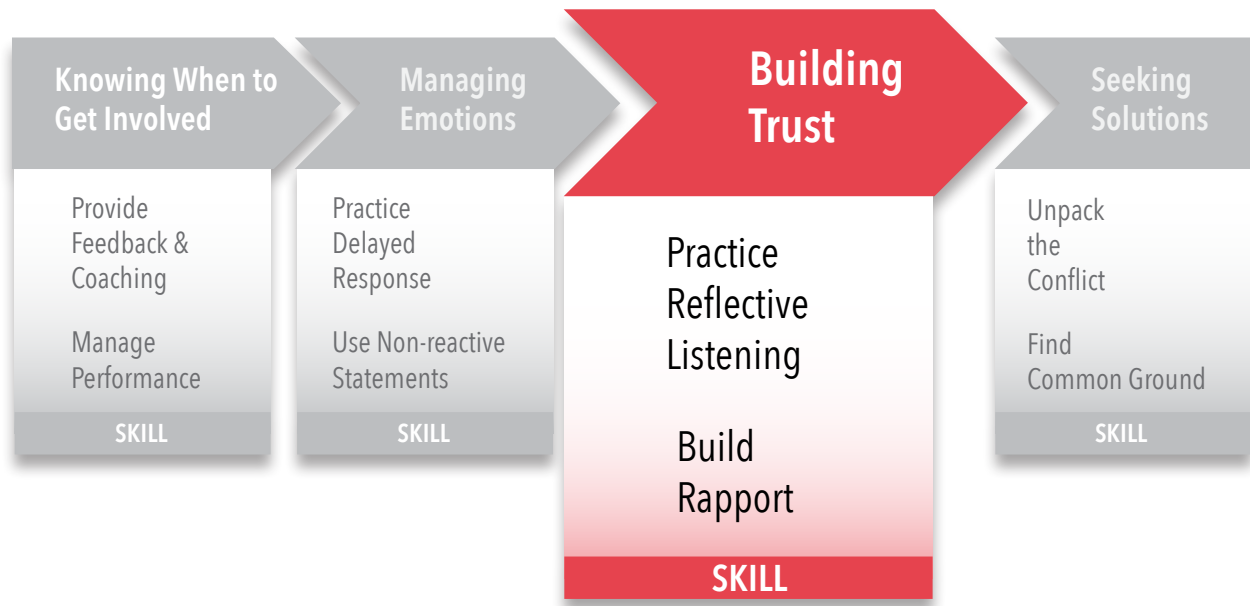 Knowing When to
Get Involved
Provide
Feedback &
Coaching
Manage
Performance
SKILL
Managing
Emotions
Practice
Delayed
Response
Use Non-reactive
Statements
SKILL
Building
Trust
Practice
Reflective
Listening
Build
Rapport
SKILL
Seeking
Solutions
Unpack
the
Conflict
Find
Common Ground
SKILL